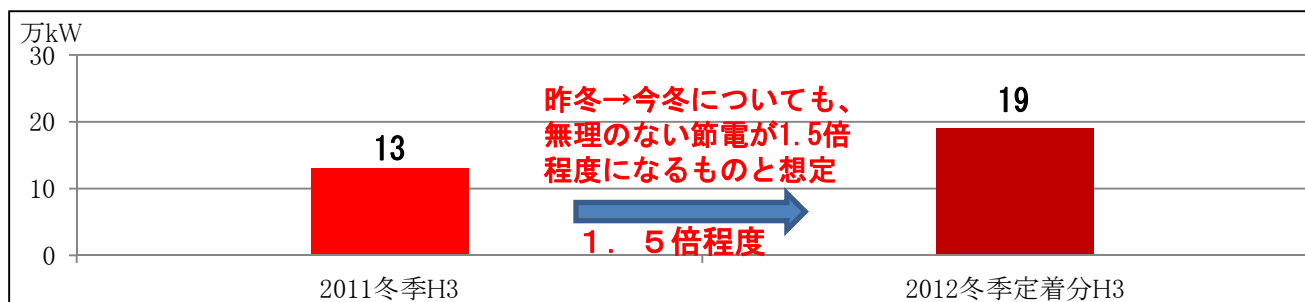 万kW
30
20
10
0
13
昨冬→今冬についても、
無理のない節電が1.5倍
程度になるものと想定
１．５倍程度
19
2011冬季H3
2012冬季定着分H3